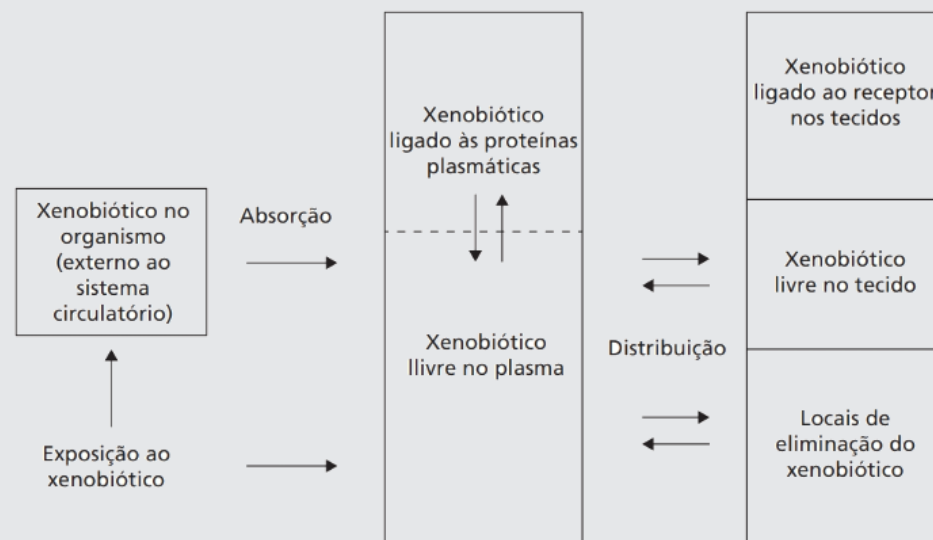 Xenobiótico no
organismo
(externo ao
sistema
circulatório)
Exposição ao
xenobiótico
Absorção
Xenobiótico
ligado às proteínas
plasmáticas
Xenobiótico
llivre no plasma
Distribuição
Xenobiótico
ligado ao receptor
nos tecidos
Xenobiótico
livre no tecido
Locais de
eliminação do
xenobiótico